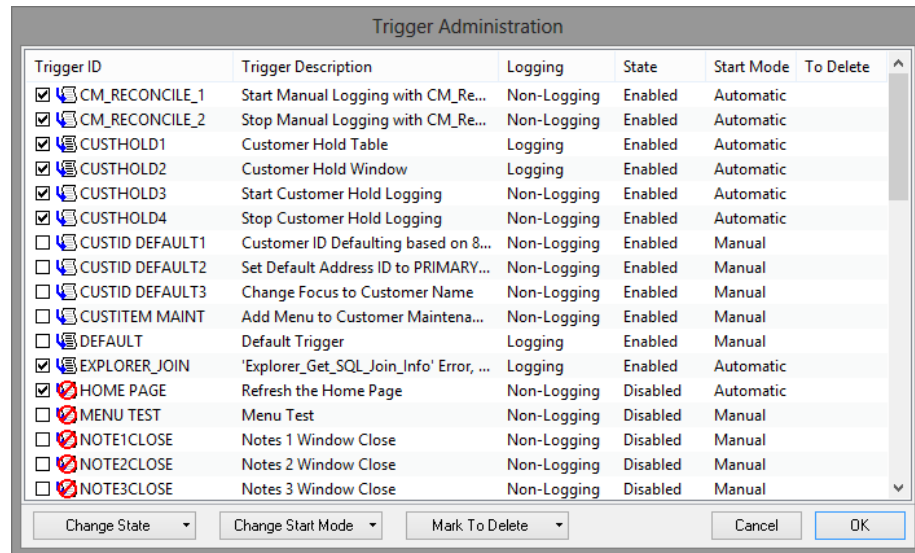 Trigger Administration
Trigger ID Trigger Description Logging State Start Mode To Delete
CM_RECONCILE_1 Start Manual Logging with CM_Re... Non-Logging Enabled Automatic
CM_RECONCILE_2 Stop Manual Logging with CM_Re... Non-Logging Enabled Automatic
CUSTHOLD1 Customer Hold Table Logging Enabled Automatic
CUSTHOLD2 Customer Hold Window Logging Enabled Automatic
CUSTHOLD3 Start Customer Hold Logging Non-Logging Enabled Automatic
CUSTHOLD4 Stop Customer Hold Logging Non-Logging Enabled Automatic
CUSTID DEFAULT1 Customer ID Defaulting based on 8... Non-Logging Enabled Manual
CUSTID DEFAULT2 Set Default Address ID to PRIMARY... Non-Logging Enabled Manual
CUSTID DEFAULT3 Change Focus to Customer Name Non-Logging Enabled Manual
CUSTITEM MAINT Add Menu to Customer Maintena... Non-Logging Enabled Manual
DEFAULT Default Trigger Logging Enabled Manual
EXPLORER_JOIN 'Explorer_Get_SQL_Join_Info' Error, ... Logging Enabled Automatic
HOME PAGE Refresh the Home Page Non-Logging Disabled Automatic
MENU TEST Menu Test Non-Logging Disabled Manual
NOTE1CLOSE Notes 1 Window Close Non-Logging Disabled Manual
NOTE2CLOSE Notes 2 Window Close Non-Logging Disabled Manual
NOTE3CLOSE Notes 3 Window Close Non-Logging Disabled Manual
Change State Change Start Mode Mark To Delete Cancel OK